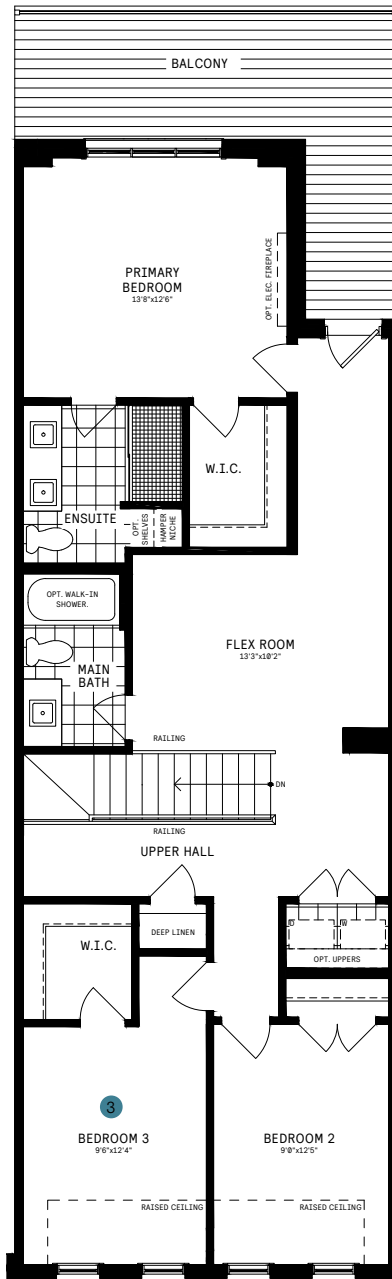 BALCONY
PRIMARY
BEDROOM
13'8"x12'6"
OPT. ELEC. FIREPLACE
W.I.C.
ENSUITE
OPT.
SHELVES
HAMPER
NICHE
OPT. WALK-IN
SHOWER.
MAIN
BATH
FLEX ROOM
13'3"x10'2"
RAILING
DN
RAILING
UPPER HALL
W.I.C.
DEEP LINEN
D
W
OPT. UPPERS
3
BEDROOM 3
9'6"x12'4"
BEDROOM 2
9'0"x12'5"
RAISED CEILING
RAISED CEILING